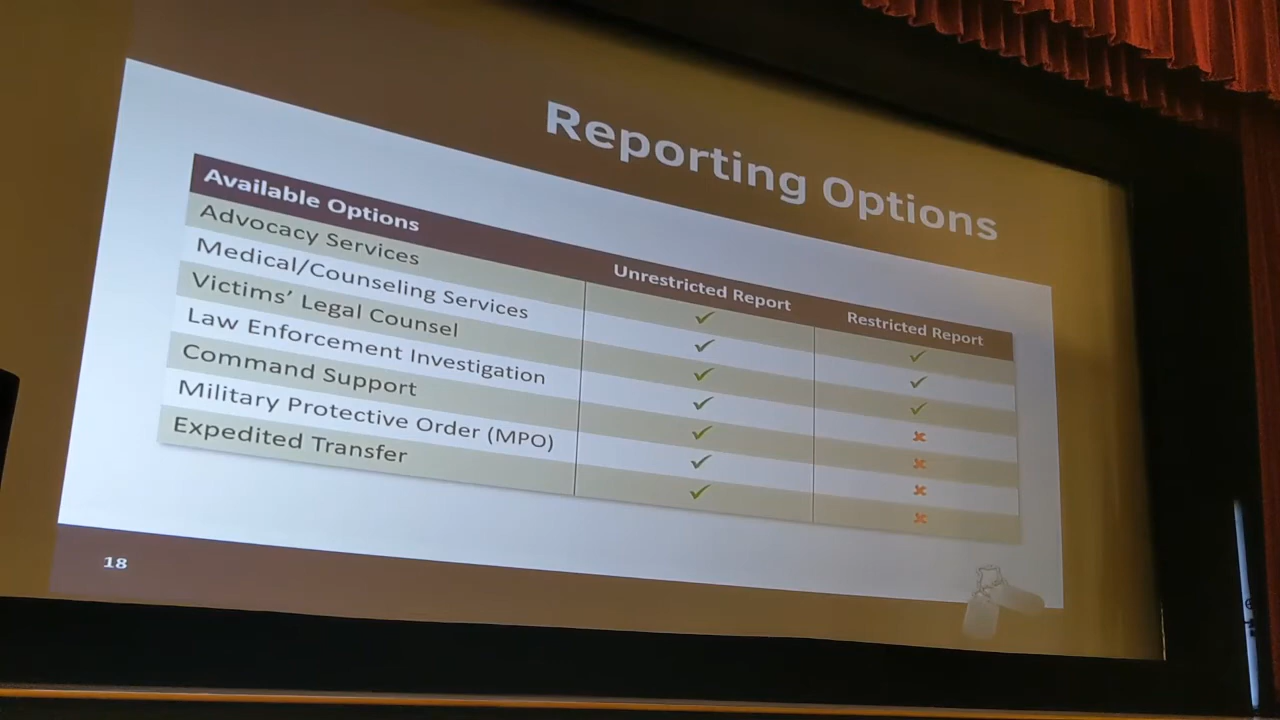 Reporting Options
Available Options Unrestricted Report Restricted Report
Advocacy Services ✓ ✓
Medical/Counseling Services ✓ ✓
Victims' Legal Counsel ✓ ✓
Law Enforcement Investigation ✓ ✗
Command Support ✓ ✗
Military Protective Order (MPO) ✓ ✗
Expedited Transfer ✓ ✗
18